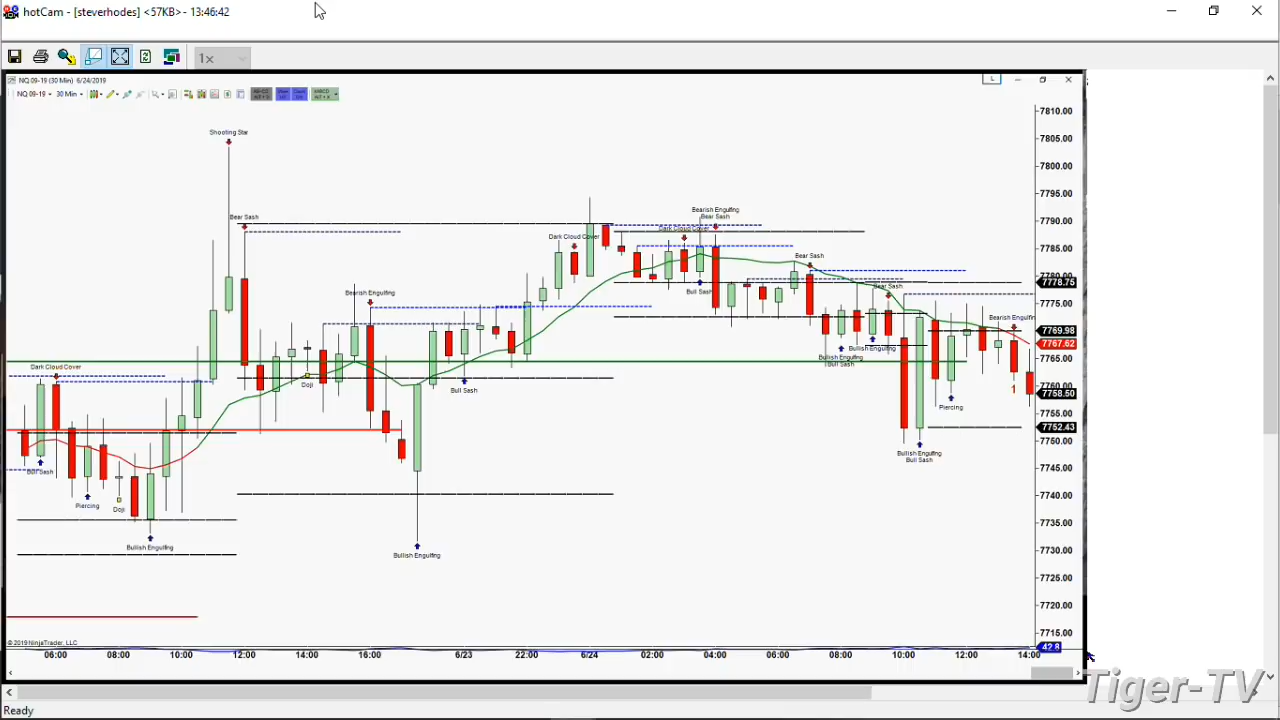 hotCam - [steverhodes] <57KB> - 13:46:42
1x
NQ 09-19 (30 Min) 6/24/2019
NQ 09-19
30 Min
7810.00
Shooting Star
7805.00
7800.00
7795.00
Bear Sash
Bearish Engulfing
Bear Sash
7790.00
Dark Cloud Cover
Dark Cloud Cover
7785.00
Bear Sash
7780.00
7778.75
Bearish Engulfing
Bull Sash
Bear Sash
7775.00
Bearish Engulfin
7769.98
7767.62
Bullish Engulfing
7765.00
Bullish Engulfing
Bull Sash
Dark Cloud Cover
Doji
Bull Sash
7760.00
1
7758.50
Piercing
7755.00
7752.43
7750.00
Bullish Engulfing
Bull Sash
Bull Sash
7745.00
7740.00
Piercing
Doji
7735.00
Bullish Engulfing
Bullish Engulfing
7730.00
7725.00
7720.00
7715.00
© 2019 NinjaTrader, LLC
42.8
06:00 08:00 10:00 12:00 14:00 16:00 6/23 22:00 6/24 02:00 04:00 06:00 08:00 10:00 12:00 14:00
Tiger-TV
Ready